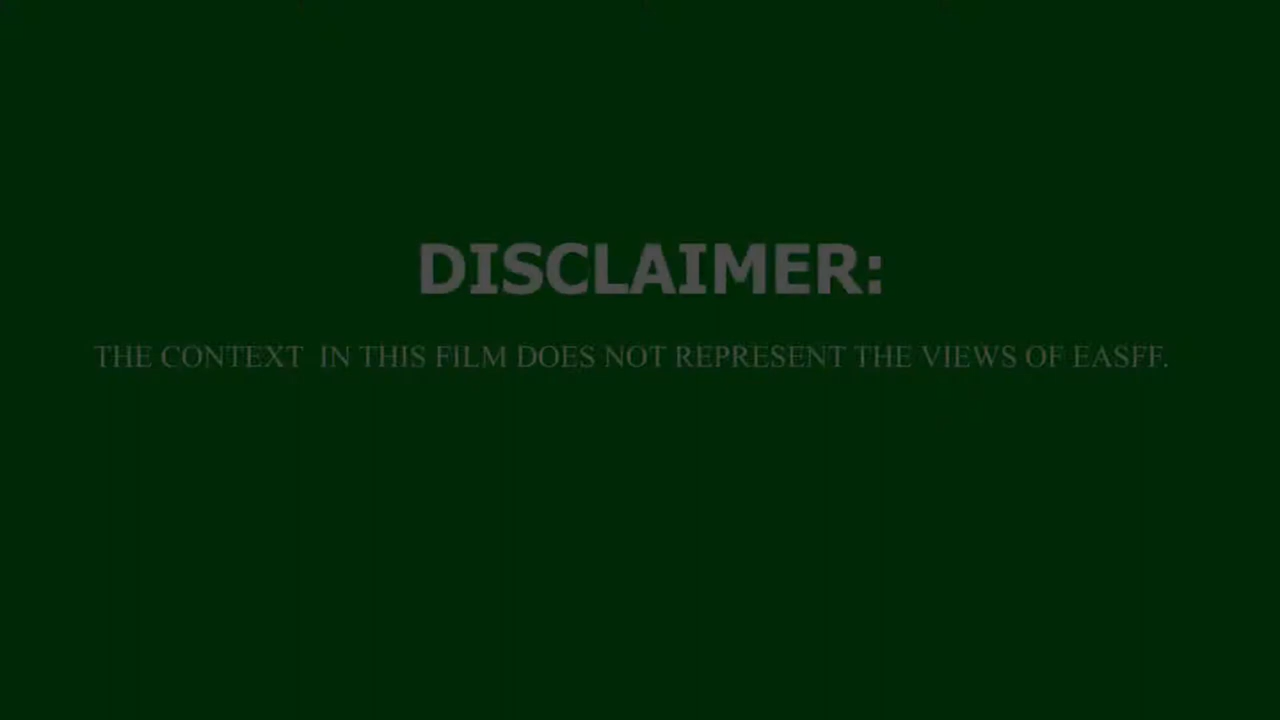 DISCLAIMER:
THE CONTEXT  IN THIS FILM DOES NOT REPRESENT THE VIEWS OF EASFF.